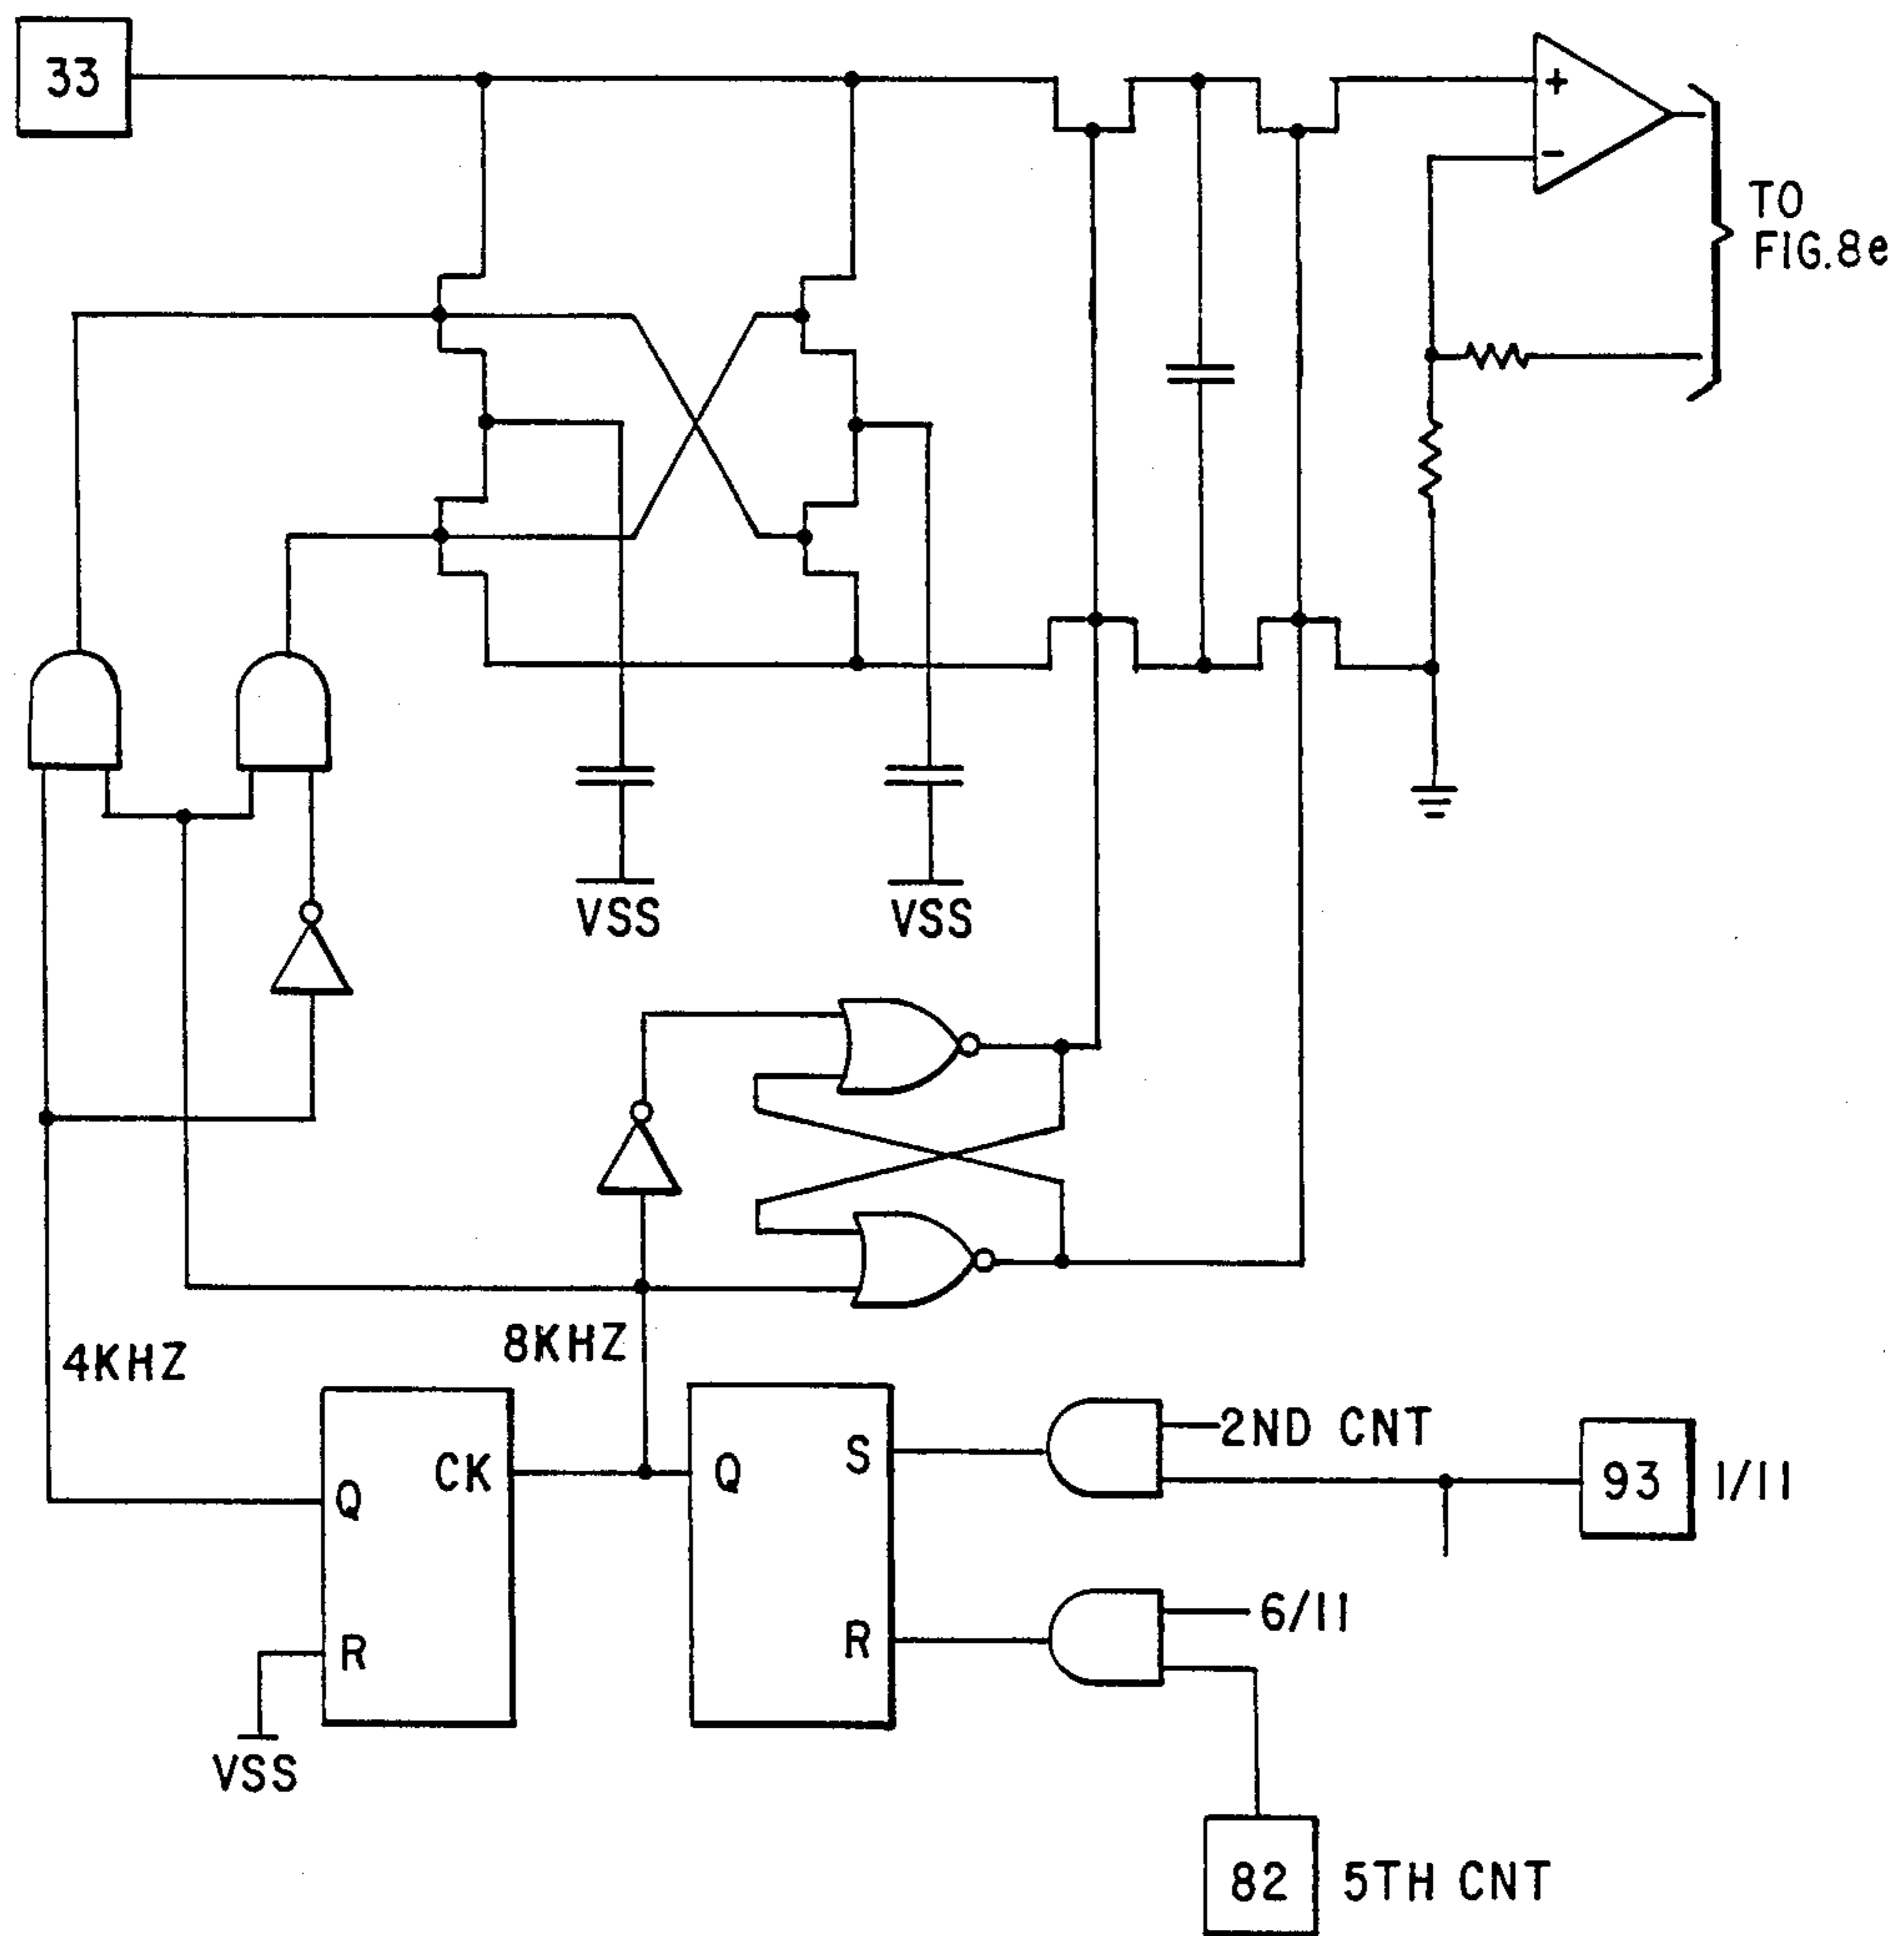 33
+
-
TO
FIG.8e
VSS
VSS
4KHZ
8KHZ
CK
Q
R
Q
S
R
2ND CNT
93
1/11
6/11
VSS
82
5TH CNT